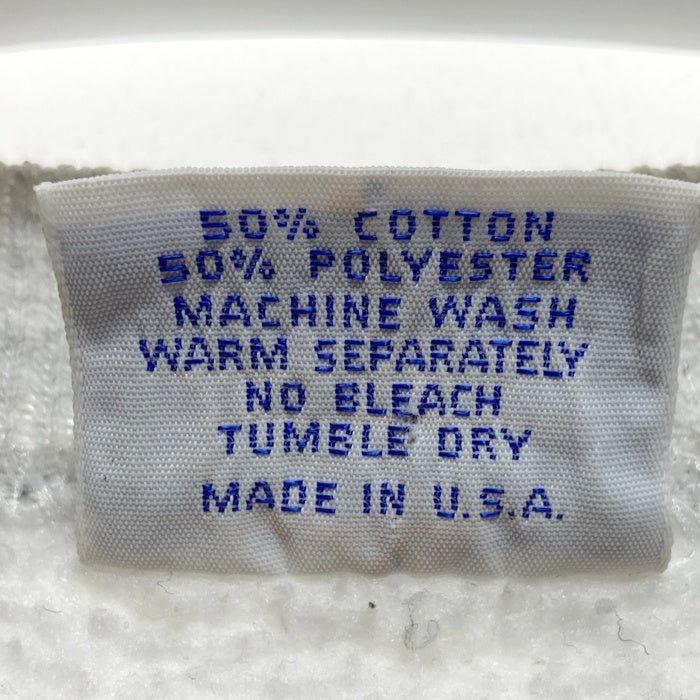 50% COTTON
50% POLYESTER
MACHINE WASH
WARM SEPARATELY
NO BLEACH
TUMBLE DRY
MADE IN U.S.A.